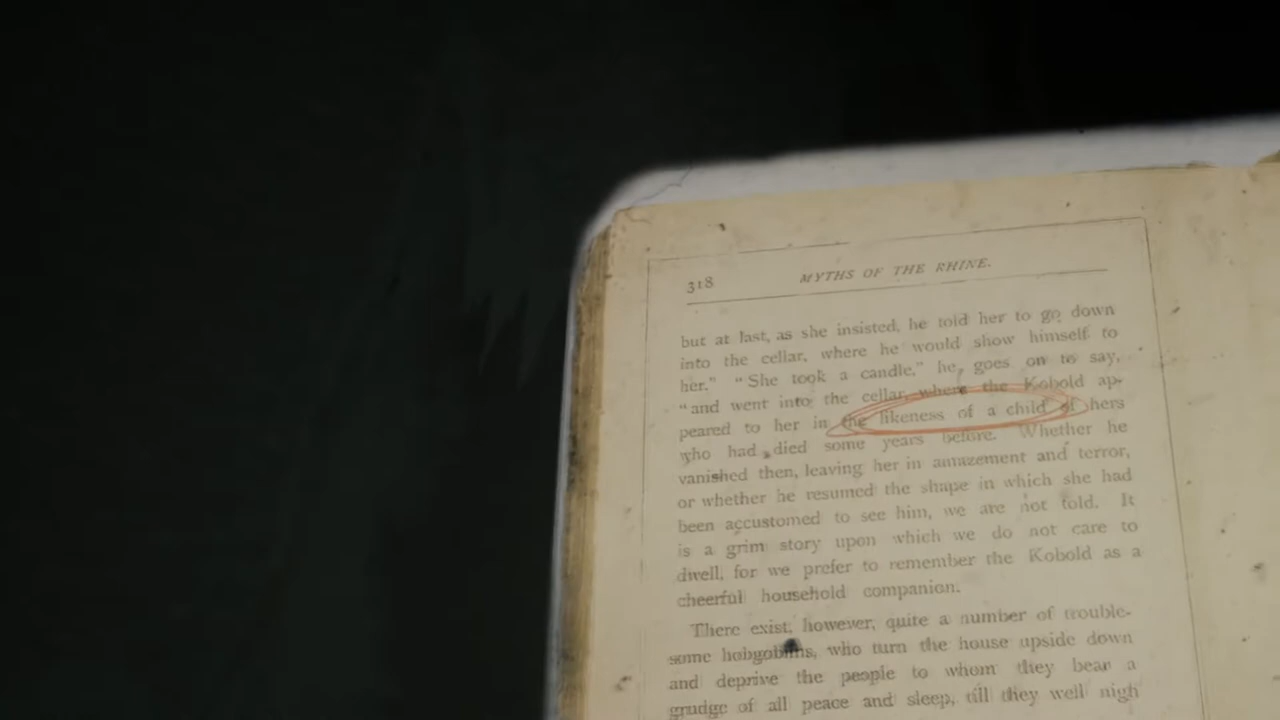 318
MYTHS OF THE RHINE.
but at last, as she insisted, he told her to go down
into the cellar, where he would show himself to
her." "She took a candle," he goes on to say,
"and went into the cellar where the Kobold ap-
peared to her in the likeness of a child of hers
who had died some years before. Whether he
vanished then, leaving her in amazement and terror,
or whether he resumed the shape in which she had
been accustomed to see him, we are not told. It
is a grim story upon which we do not care to
dwell, for we prefer to remember the Kobold as a
cheerful household companion.
There exist, however, quite a number of trouble-
some hobgoblins, who turn the house upside down
and deprive the people to whom they bear a
grudge of all peace and sleep, till they well nigh